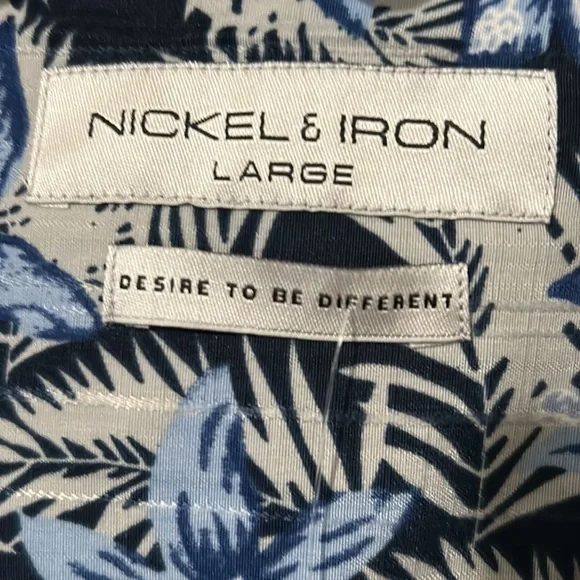 NICKEL & IRON
LARGE
DESIRE TO BE DIFFERENT